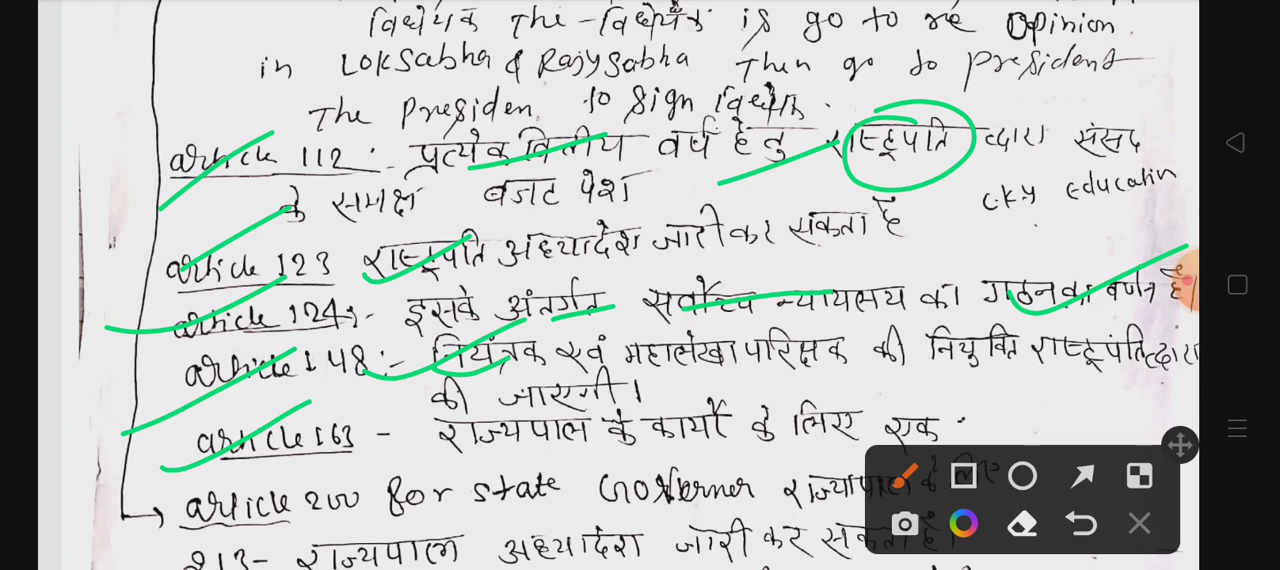 विधेयक The - विधेयक is go to re opinion.
in LokSabha & RajySabha Then go to president
The Presiden to sign विधेयक.
article 112:- प्रत्येक वित्तीय वर्ष हेतु राष्ट्रपति द्वारा संसद
के समक्ष बजट पेश
CKY Educatin
article 123 राष्ट्रपति अध्यादेश जारी कर सकता है
article 124:- इसके अंतर्गत सर्वोच्च न्यायलय का गठन का वर्णन है।
article 148:- नियंत्रक एवं महालेखा परिक्षक की नियुक्ति राष्ट्रपति द्वारा
की जाएगी।
article 163 - राज्यपाल के कार्यो के लिए एक
article 200 for state Governer राज्यपाल के लिए
213- राज्यपाल अध्यादेश जारी कर सकता है।